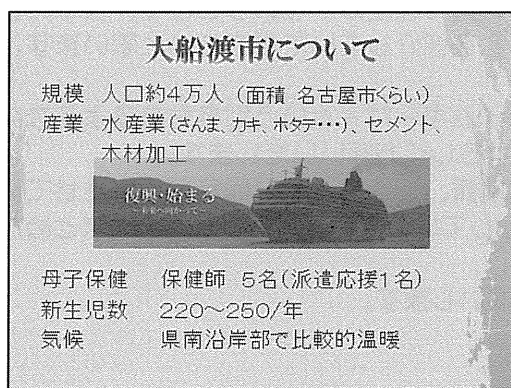 大船渡市について
規模 人口約4万人(面積 名古屋市くらい)
産業 水産業(さんま、カキ、ホタテ・・・)、セメント、
木材加工
復興・始まる
母子保健 保健師 5名(派遣応援1名)
新生児数 220～250/年
気候 県南沿岸部で比較的温暖